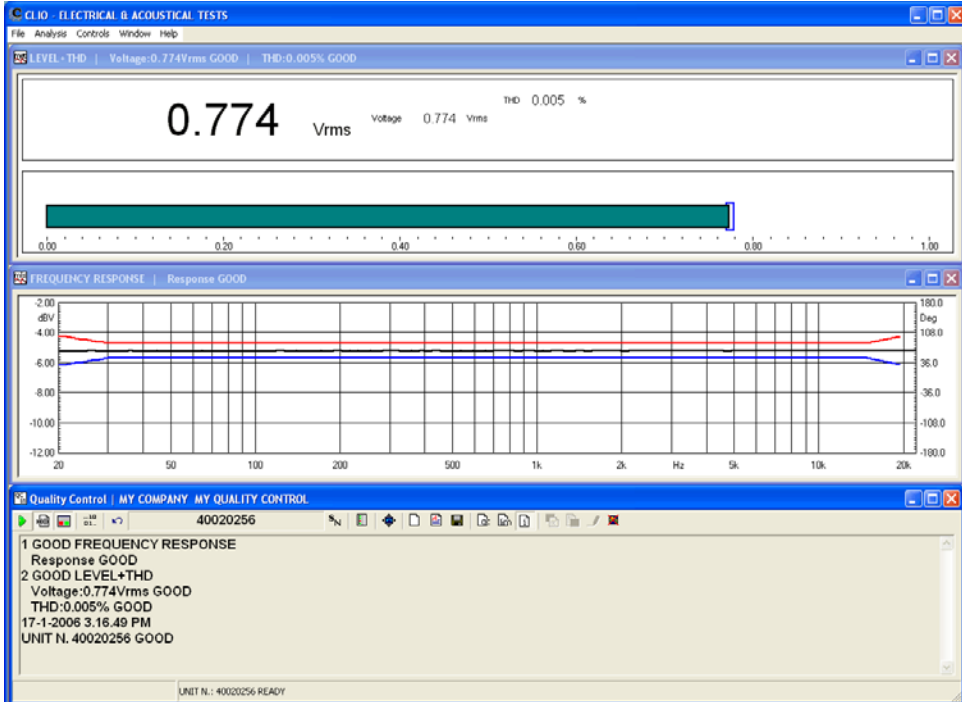 CLIO - ELECTRICAL & ACOUSTICAL TESTS
File Analysis Controls Window Help
LEVEL+THD | Voltage:0.774Vrms GOOD | THD:0.005% GOOD
THD 0.005 %
0.774 Vrms Voltage 0.774 Vrms
0.00 0.20 0.40 0.60 0.80 1.00
FREQUENCY RESPONSE | Response GOOD
-2.00 180.0
dBV Deg
-4.00 108.0
-6.00 36.0
-8.00 -36.0
-10.00 -108.0
-12.00 -180.0
20 50 100 200 500 1k 2k Hz 5k 10k 20k
Quality Control | MY COMPANY MY QUALITY CONTROL
40020256 SN
1 GOOD FREQUENCY RESPONSE
Response GOOD
2 GOOD LEVEL+THD
Voltage:0.774Vrms GOOD
THD:0.005% GOOD
17-1-2006 3.16.49 PM
UNIT N. 40020256 GOOD
UNIT N.: 40020256 READY